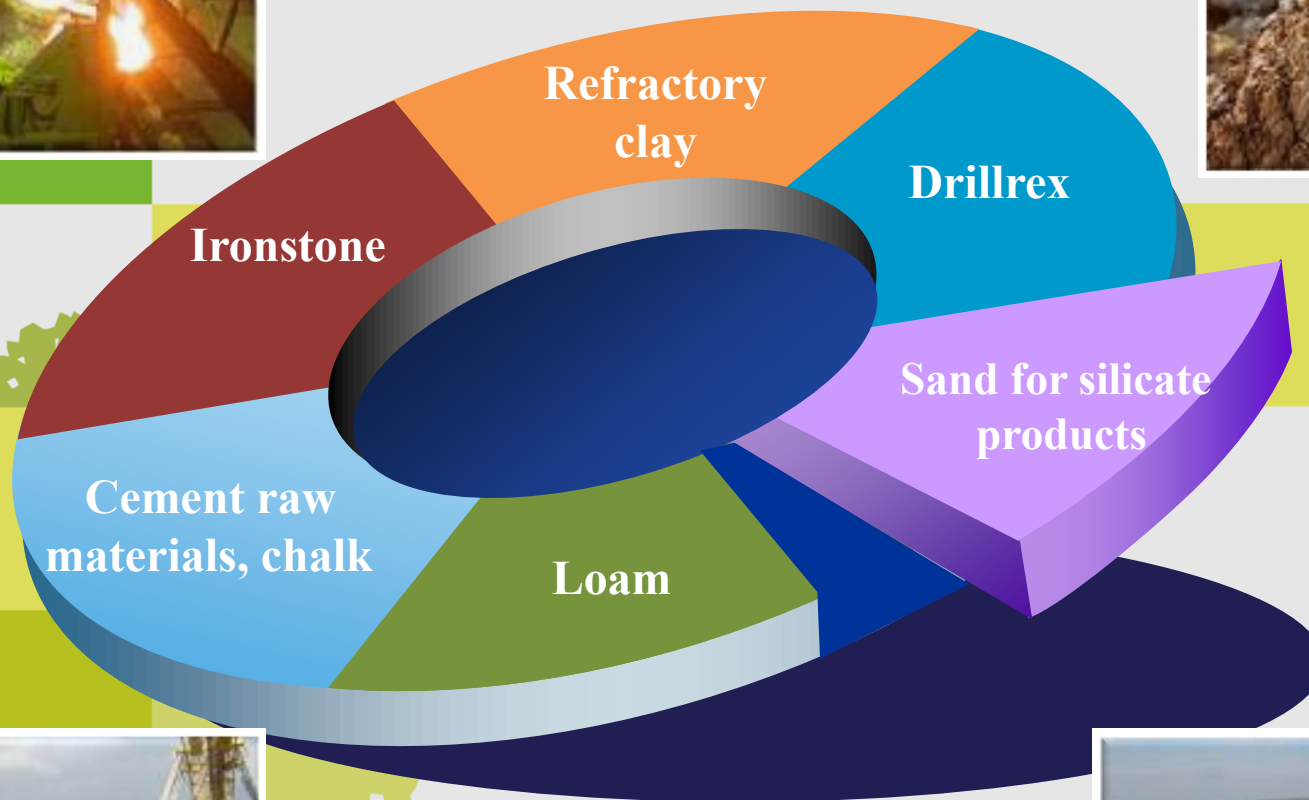 Refractory
clay
Drillrex
Ironstone
Sand for silicate
products
Cement raw
materials, chalk
Loam